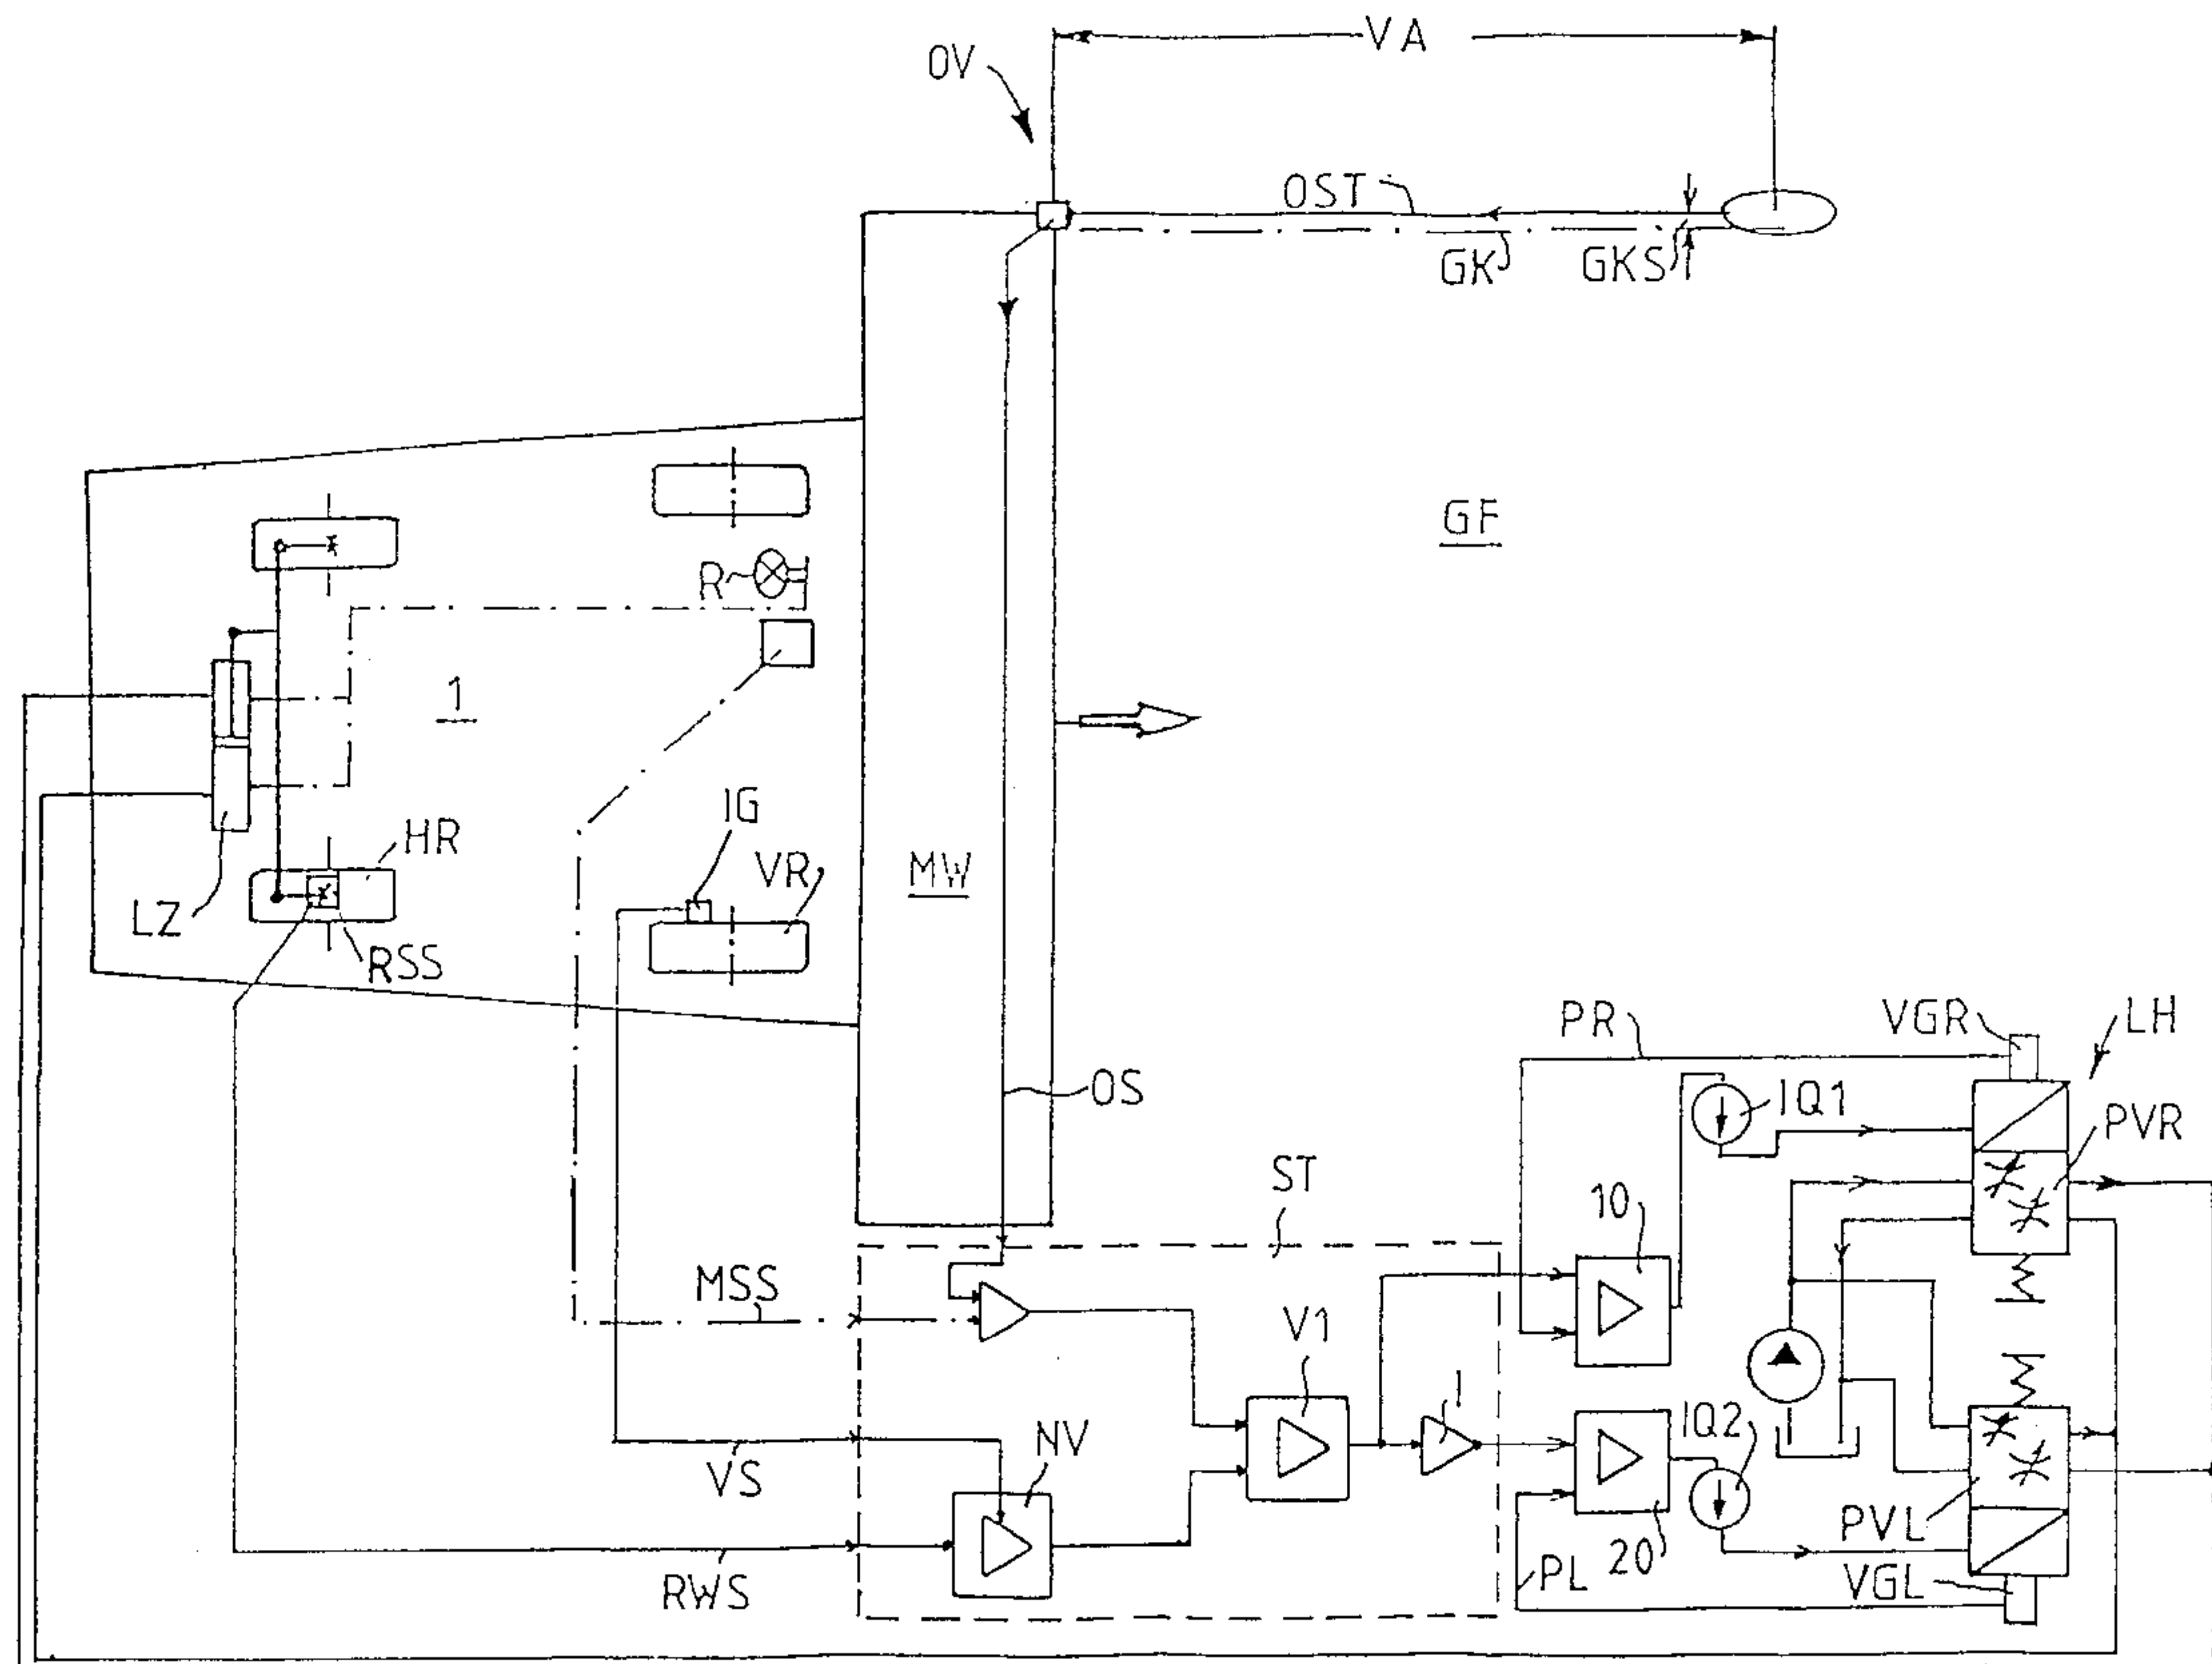 VA
OV
OST
GK
GKS
GF
R
1
IG
HR
VR
MW
LZ
RSS
PR
VGR
LH
OS
IQ1
PVR
ST
10
MSS
V1
I
IQ2
NV
VS
PVL
20
PL
VGL
RWS